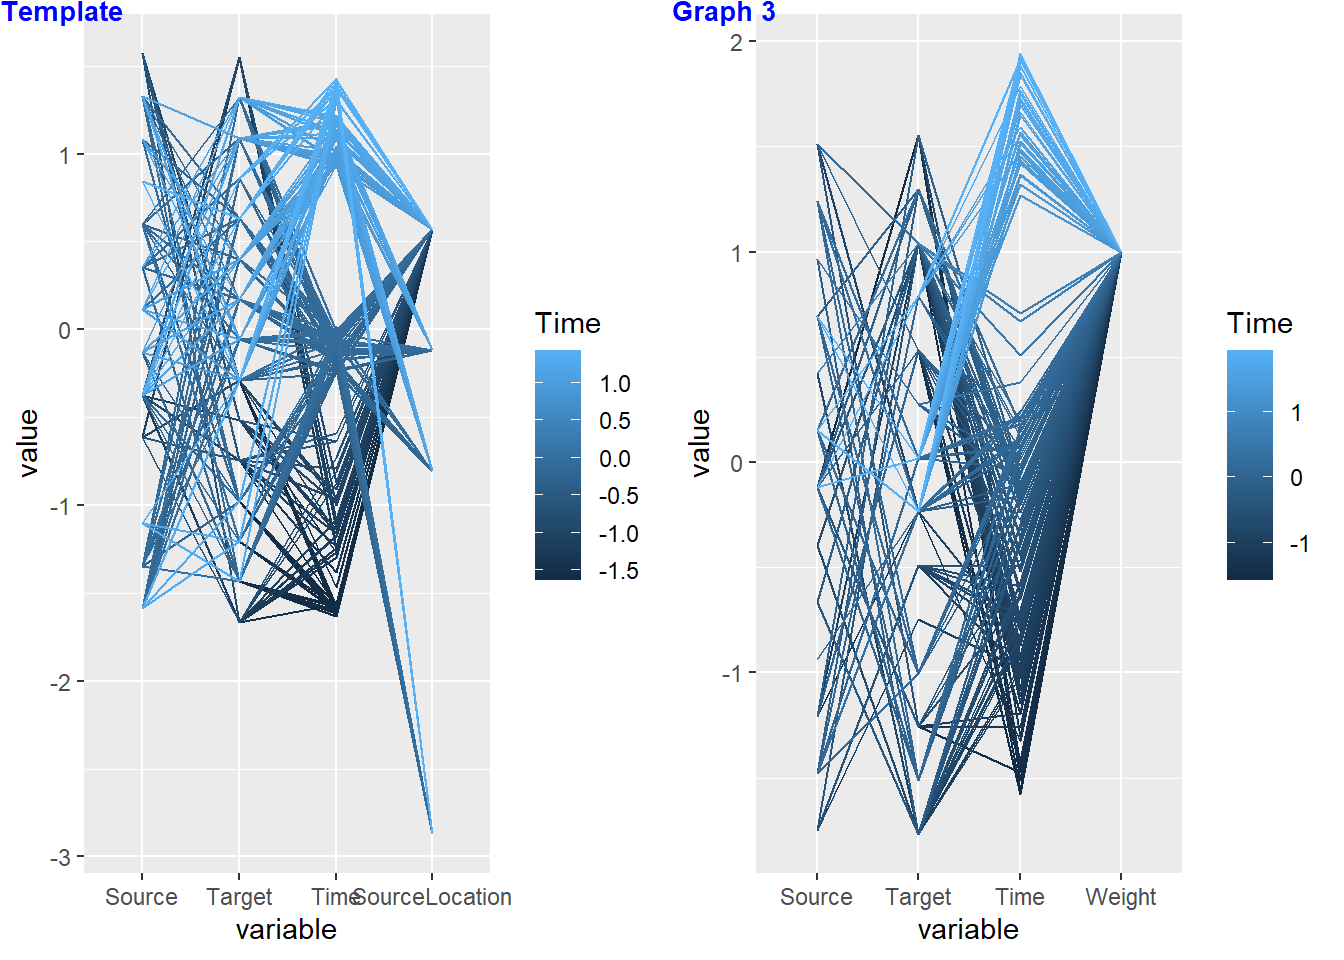 Template
1
0
-1
-2
-3
value
Source
Target
Time
SourceLocation
variable
Time
1.0
0.5
0.0
-0.5
-1.0
-1.5
Graph 3
2
1
0
-1
value
Source
Target
Time
Weight
variable
Time
1
0
-1